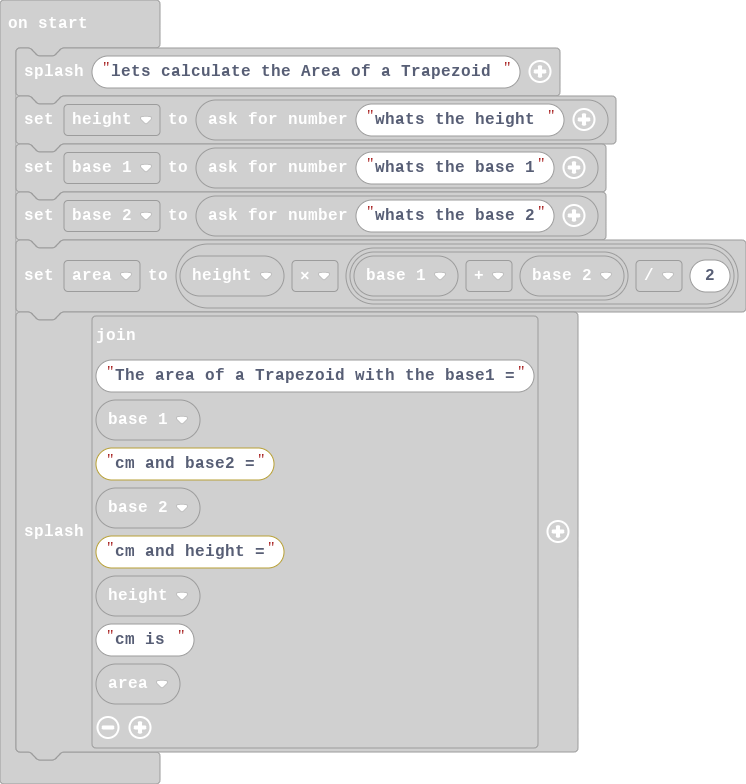 on start
splash "lets calculate the Area of a Trapezoid "
set height to ask for number "whats the height "
set base 1 to ask for number "whats the base 1"
set base 2 to ask for number "whats the base 2"
set area to height × base 1 + base 2 / 2
join
"The area of a Trapezoid with the base1 ="
base 1
"cm and base2 ="
base 2
splash
"cm and height ="
height
"cm is "
area